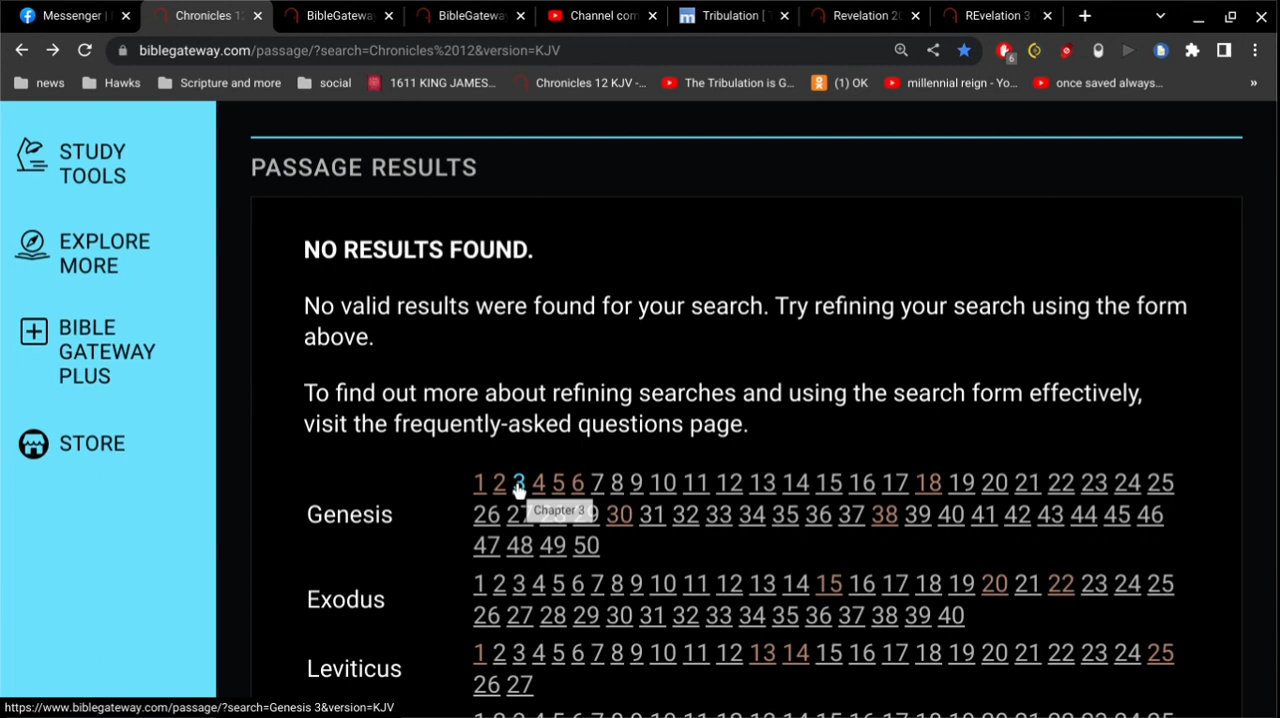 Messenger |
Chronicles 12
BibleGateway
BibleGateway
Channel com
Tribulation [
Revelation 20
REvelation 3
biblegateway.com/passage/?search=Chronicles%2012&version=KJV
6
news
Hawks
Scripture and more
social
1611 KING JAMES...
Chronicles 12 KJV -...
The Tribulation is G...
(1) OK
millennial reign - Yo...
once saved always...
»
STUDY
TOOLS
EXPLORE
MORE
BIBLE
GATEWAY
PLUS
STORE
PASSAGE RESULTS
NO RESULTS FOUND.
No valid results were found for your search. Try refining your search using the form
above.
To find out more about refining searches and using the search form effectively,
visit the frequently-asked questions page.
Genesis
1 2 3 4 5 6 7 8 9 10 11 12 13 14 15 16 17 18 19 20 21 22 23 24 25
26 30 31 32 33 34 35 36 37 38 39 40 41 42 43 44 45 46
47 48 49 50
Chapter 3
Exodus
1 2 3 4 5 6 7 8 9 10 11 12 13 14 15 16 17 18 19 20 21 22 23 24 25
26 27 28 29 30 31 32 33 34 35 36 37 38 39 40
Leviticus
1 2 3 4 5 6 7 8 9 10 11 12 13 14 15 16 17 18 19 20 21 22 23 24 25
26 27
https://www.biblegateway.com/passage/?search=Genesis 3&version=KJV